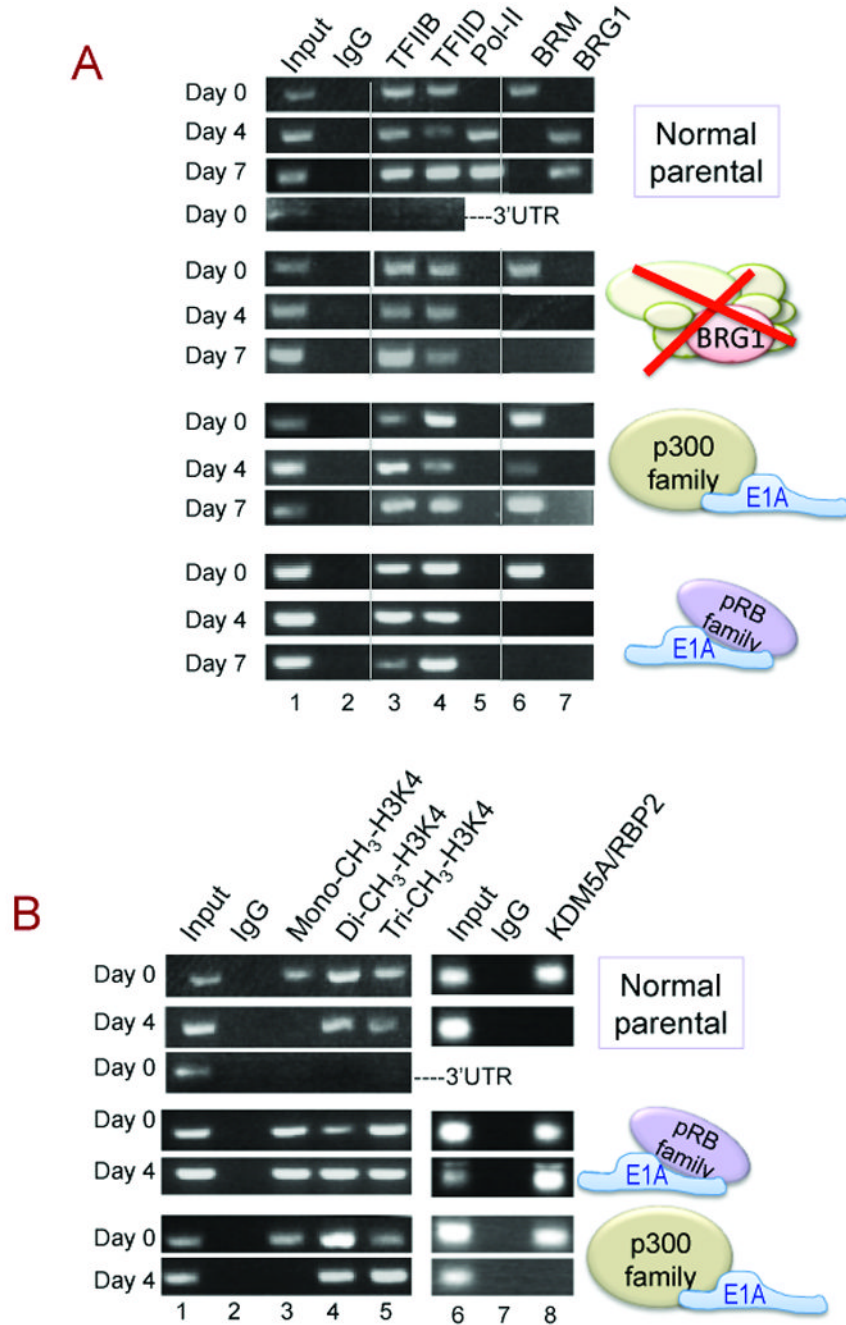 A
Input IgG TFIIB TFIID Pol-II BRM BRG1
Day 0
Day 4
Normal parental
Day 7
Day 0
----3'UTR
Day 0
Day 4
BRG1
Day 7
Day 0
p300 family
E1A
Day 4
Day 7
Day 0
pRB family
E1A
Day 4
Day 7
1 2 3 4 5 6 7
B
Input IgG Mono-CH₃-H3K4 Di-CH₃-H3K4 Tri-CH₃-H3K4 Input IgG KDM5A/RBP2
Day 0
Normal parental
Day 4
Day 0
----3'UTR
Day 0
pRB family
E1A
Day 4
Day 0
p300 family
E1A
Day 4
1 2 3 4 5 6 7 8